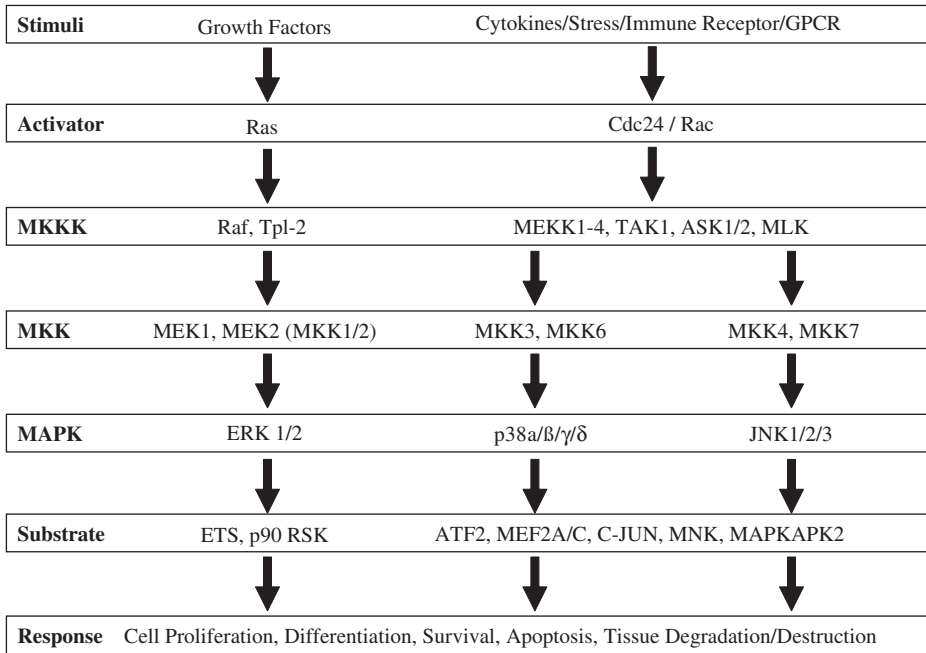 Stimuli Growth Factors Cytokines/Stress/Immune Receptor/GPCR
Activator Ras Cdc24 / Rac
MKKK Raf, Tpl-2 MEKK1-4, TAK1, ASK1/2, MLK
MKK MEK1, MEK2 (MKK1/2) MKK3, MKK6 MKK4, MKK7
MAPK ERK 1/2 p38a/ß/γ/δ JNK1/2/3
Substrate ETS, p90 RSK ATF2, MEF2A/C, C-JUN, MNK, MAPKAPK2
Response Cell Proliferation, Differentiation, Survival, Apoptosis, Tissue Degradation/Destruction